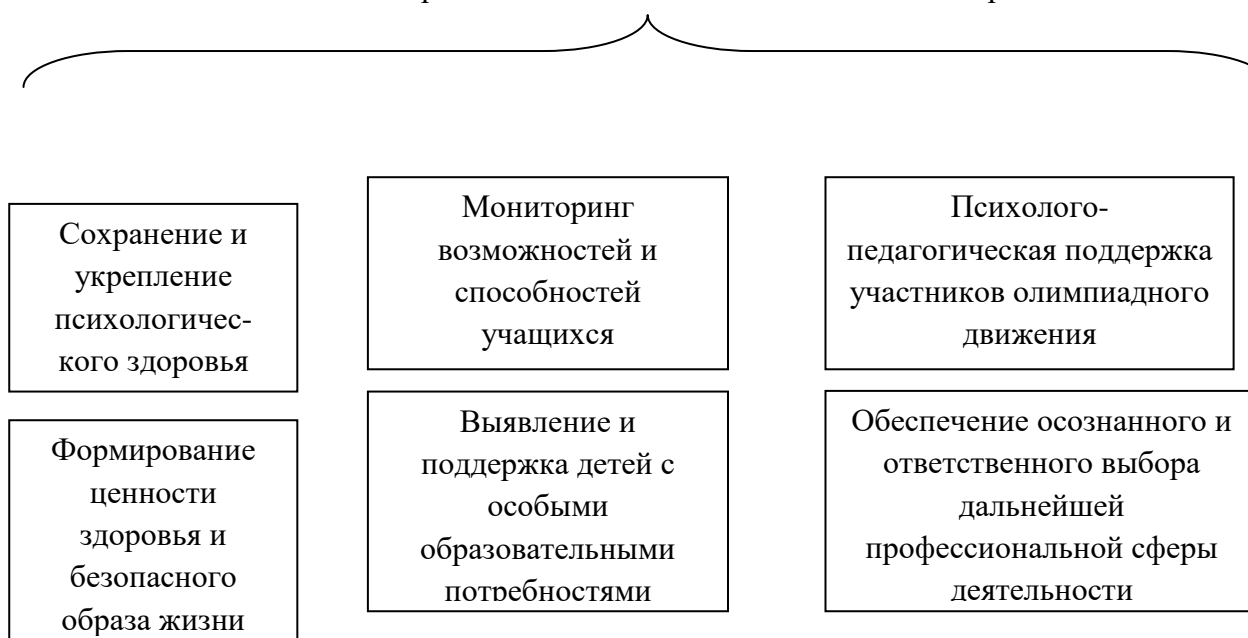 Сохранение и
укрепление
психологичес-
кого здоровья
Мониторинг
возможностей и
способностей
учащихся
Психолого-
педагогическая поддержка
участников олимпиадного
движения
Формирование
ценности
здоровья и
безопасного
образа жизни
Выявление и
поддержка детей с
особыми
образовательными
потребностями
Обеспечение осознанного и
ответственного выбора
дальнейшей
профессиональной сферы
деятельности